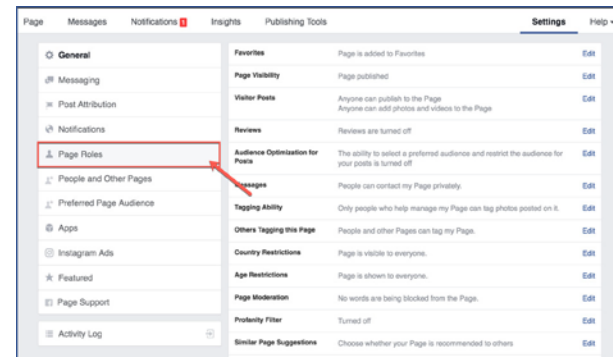 Page Messages Notifications 1 Insights Publishing Tools Settings Help
General
Messaging
Post Attribution
Notifications
Page Roles
People and Other Pages
Preferred Page Audience
Apps
Instagram Ads
Featured
Page Support
Activity Log
Favorites Page is added to Favorites Edit
Page Visibility Page published Edit
Visitor Posts Anyone can publish to the Page Edit
Anyone can add photos and videos to the Page
Reviews Reviews are turned off Edit
Audience Optimization for The ability to select a preferred audience and restrict the audience for Edit
Posts your posts is turned off
Messages People can contact my Page privately. Edit
Tagging Ability Only people who help manage my Page can tag photos posted on it. Edit
Others Tagging this Page People and other Pages can tag my Page. Edit
Country Restrictions Page is visible to everyone. Edit
Age Restrictions Page is shown to everyone. Edit
Page Moderation No words are being blocked from the Page. Edit
Profanity Filter Turned off Edit
Similar Page Suggestions Choose whether your Page is recommended to others Edit